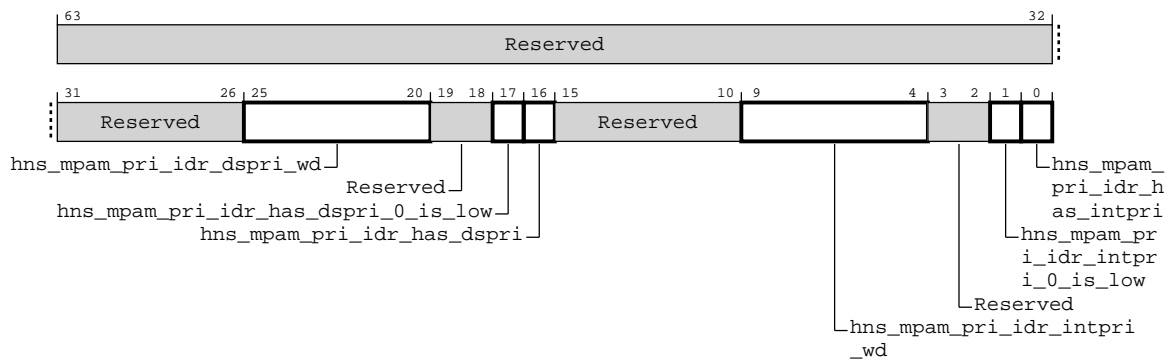 63 32
Reserved
31 26 25 20 19 18 17 16 15 10 9 4 3 2 1 0
Reserved Reserved
hns_mpam_pri_idr_dspri_wd
Reserved
hns_mpam_pri_idr_has_dspri_0_is_low
hns_mpam_pri_idr_has_dspri
hns_mpam_
pri_idr_h
as_intpri
hns_mpam_pr
i_idr_intpr
i_0_is_low
Reserved
hns_mpam_pri_idr_intpri
_wd